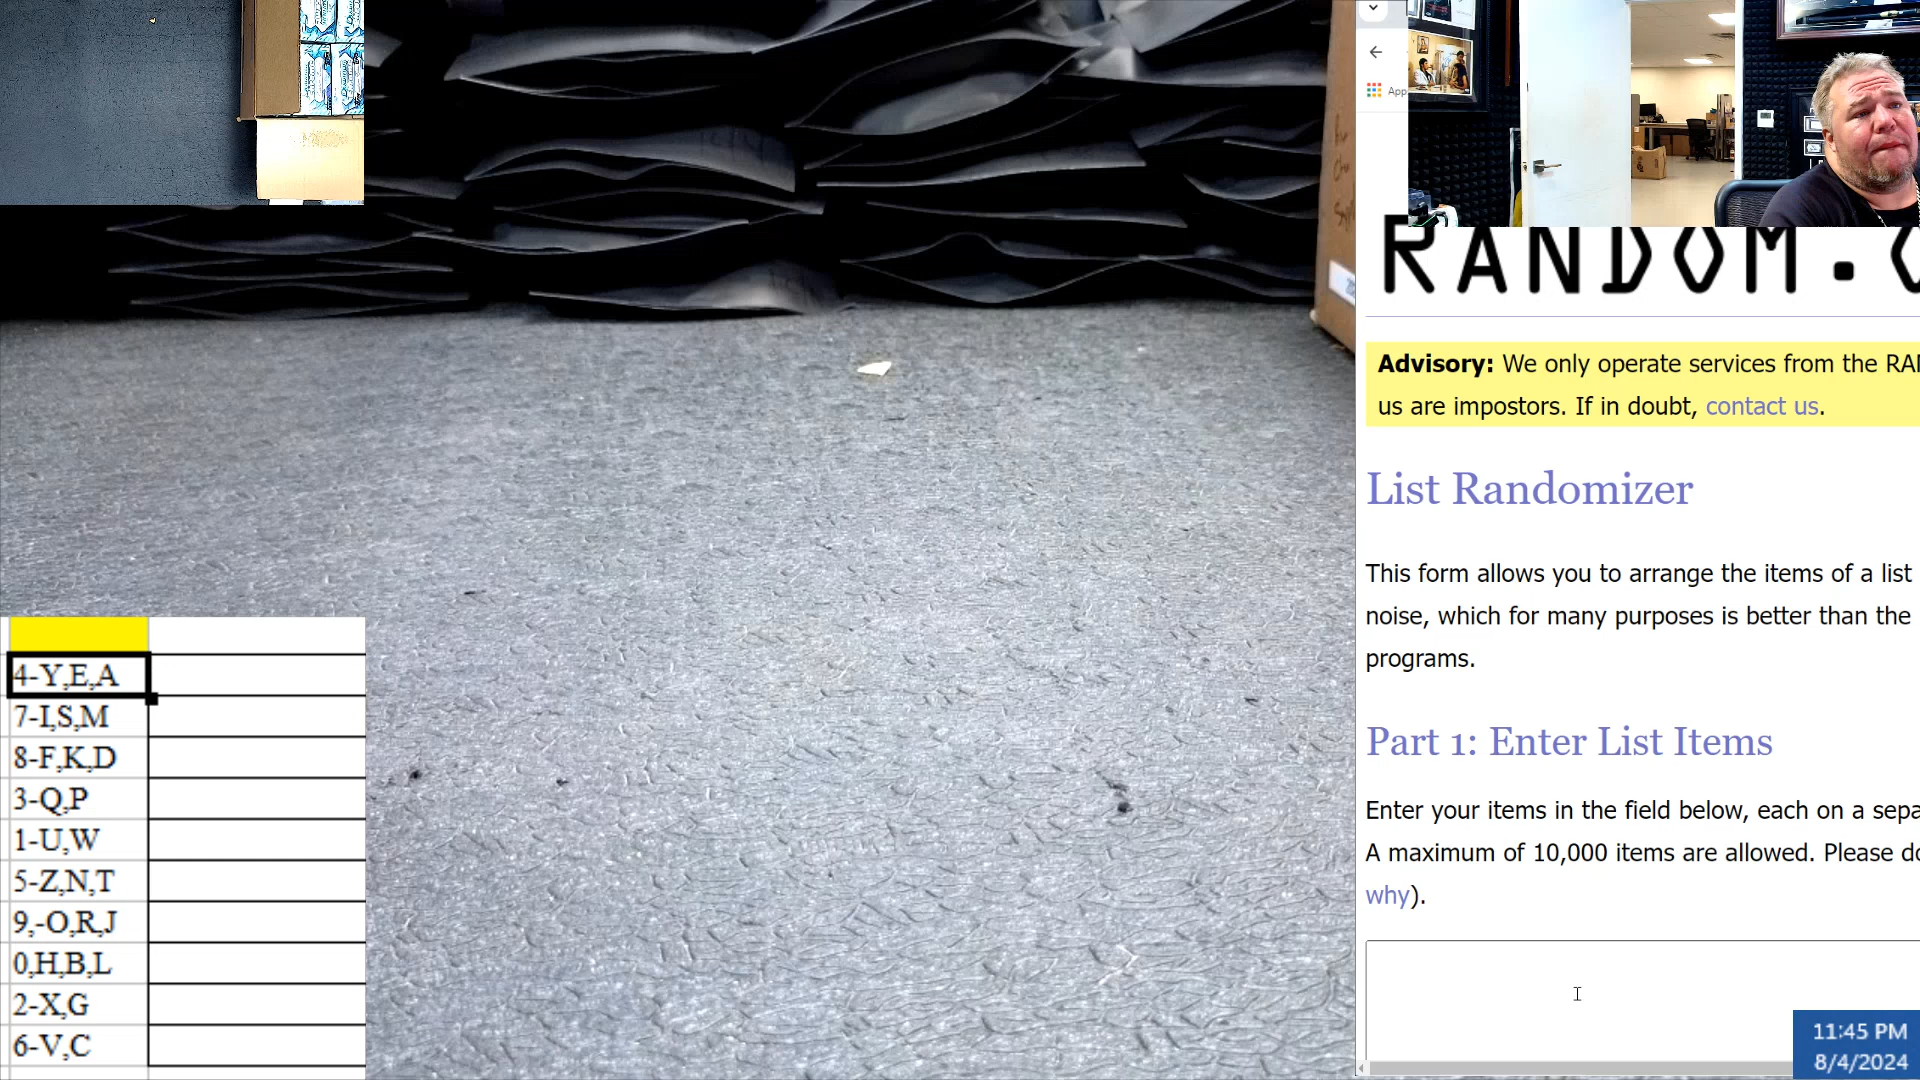 App
RANDOM.
Advisory: We only operate services from the RA
us are impostors. If in doubt, contact us.
List Randomizer
This form allows you to arrange the items of a list
noise, which for many purposes is better than the
programs.
Part 1: Enter List Items
Enter your items in the field below, each on a sepa
A maximum of 10,000 items are allowed. Please do
why).
4-Y,E,A
7-I,S,M
8-F,K,D
3-Q,P
1-U,W
5-Z,N,T
9,-O,R,J
0,H,B,L
2-X,G
6-V,C
11:45 PM
8/4/2024